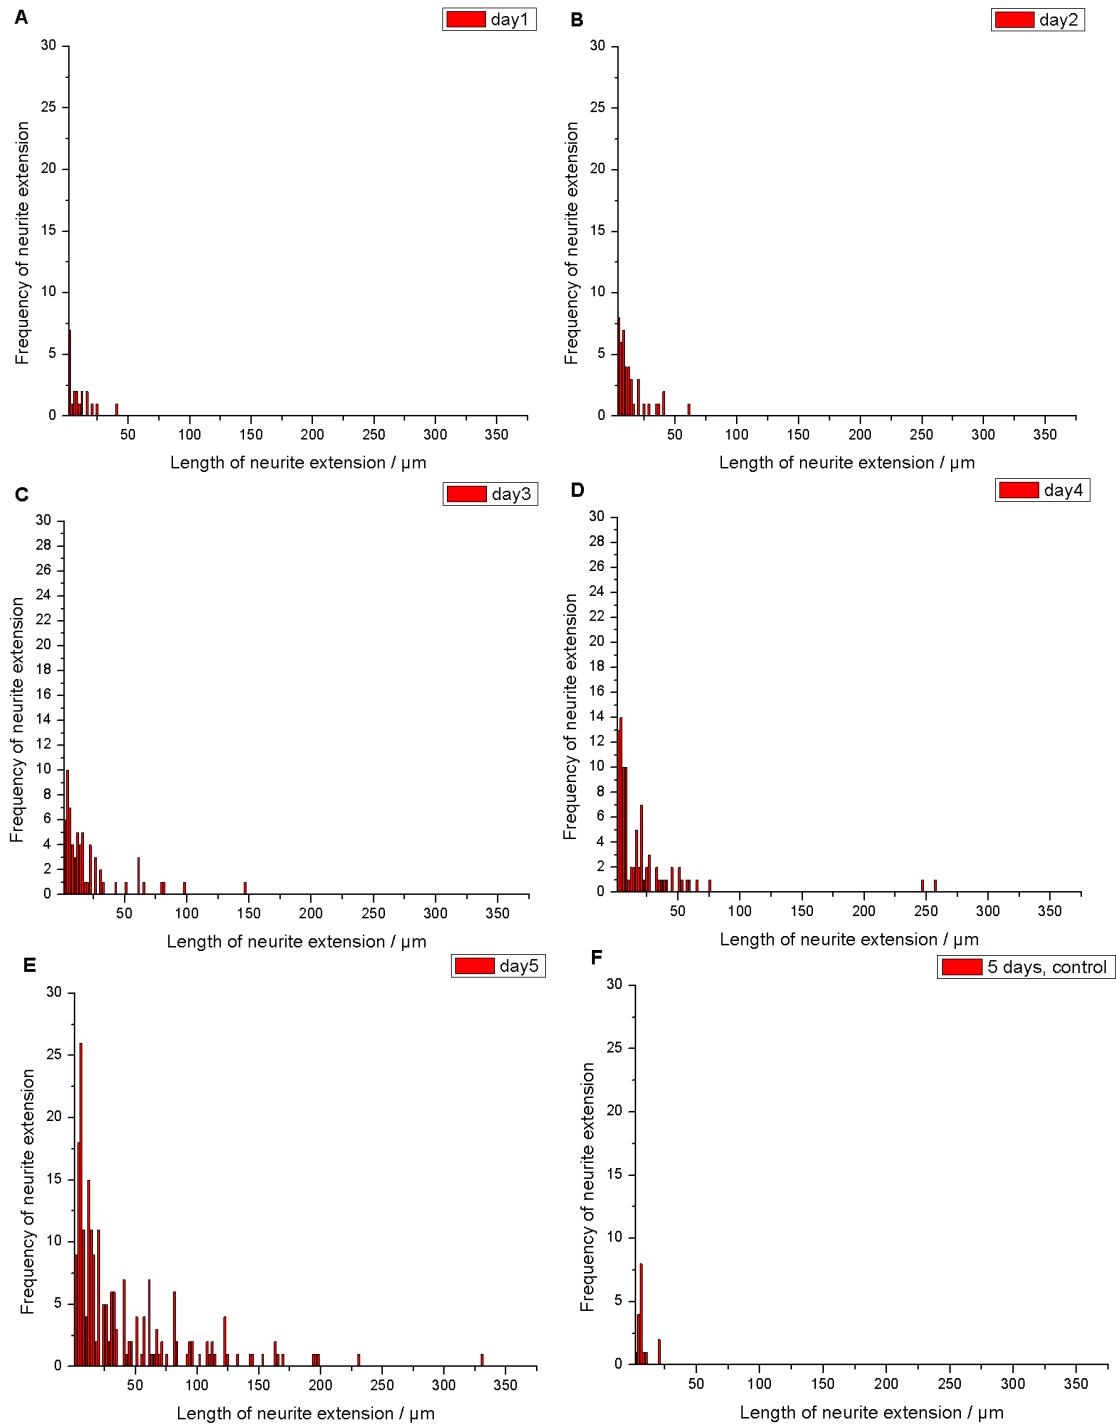 A
day1
30
25
20
15
10
5
0
Frequency of neurite extension
50 100 150 200 250 300 350
Length of neurite extension / µm
B
day2
30
25
20
15
10
5
0
Frequency of neurite extension
50 100 150 200 250 300 350
Length of neurite extension / µm
C
day3
30
28
26
24
22
20
18
16
14
12
10
8
6
4
2
0
Frequency of neurite extension
50 100 150 200 250 300 350
Length of neurite extension / µm
D
day4
30
28
26
24
22
20
18
16
14
12
10
8
6
4
2
0
Frequency of neurite extension
50 100 150 200 250 300 350
Length of neurite extension / µm
E
day5
30
25
20
15
10
5
0
Frequency of neurite extension
50 100 150 200 250 300 350
Length of neurite extension / µm
F
5 days, control
30
25
20
15
10
5
0
Frequency of neurite extension
50 100 150 200 250 300 350
Length of neurite extension / µm